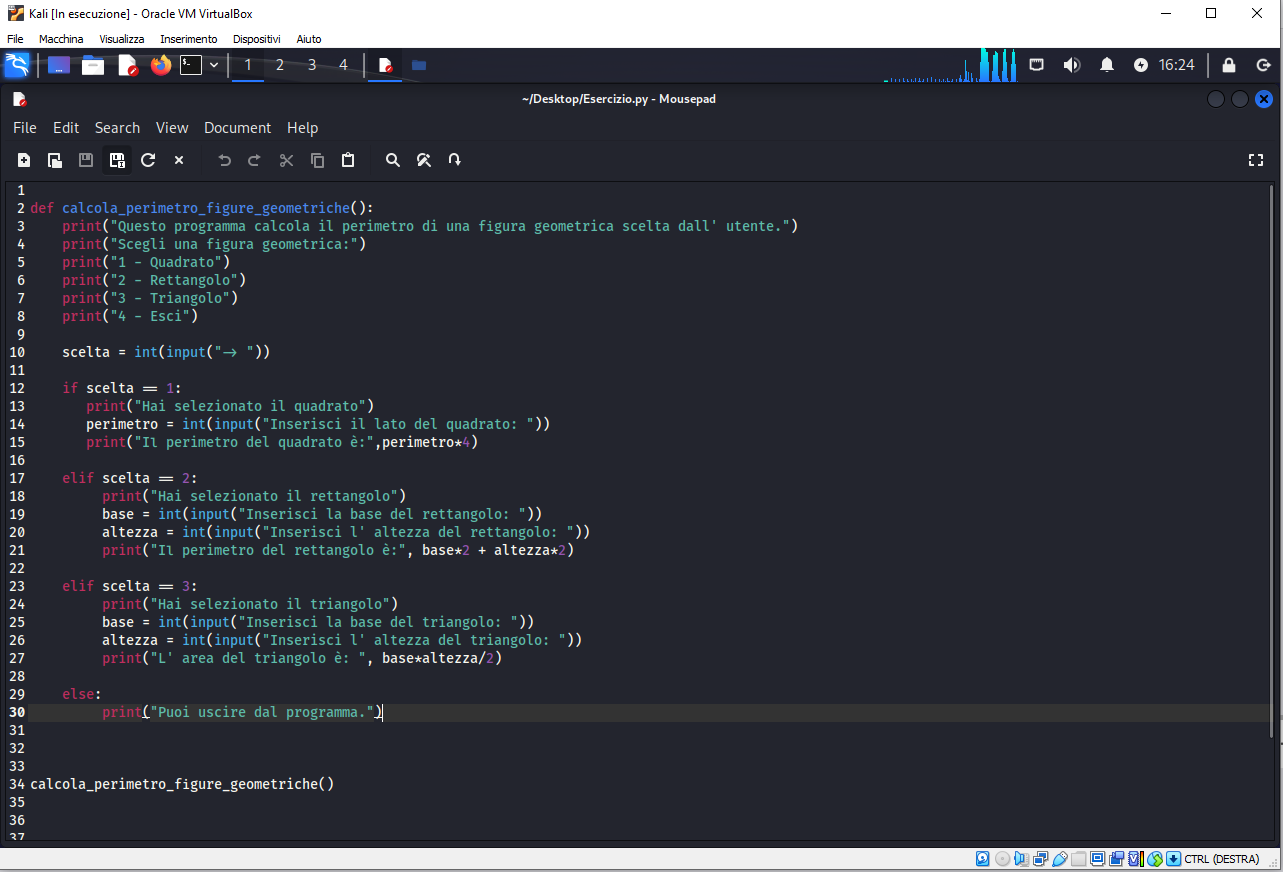 Kali [In esecuzione] - Oracle VM VirtualBox
File Macchina Visualizza Inserimento Dispositivi Aiuto
1 2 3 4 16:24
~/Desktop/Esercizio.py - Mousepad
File Edit Search View Document Help
1
2 def calcola_perimetro_figure_geometriche():
3 print("Questo programma calcola il perimetro di una figura geometrica scelta dall' utente.")
4 print("Scegli una figura geometrica:")
5 print("1 - Quadrato")
6 print("2 - Rettangolo")
7 print("3 - Triangolo")
8 print("4 - Esci")
9
10 scelta = int(input("→ "))
11
12 if scelta == 1:
13 print("Hai selezionato il quadrato")
14 perimetro = int(input("Inserisci il lato del quadrato: "))
15 print("Il perimetro del quadrato è:",perimetro*4)
16
17 elif scelta == 2:
18 print("Hai selezionato il rettangolo")
19 base = int(input("Inserisci la base del rettangolo: "))
20 altezza = int(input("Inserisci l' altezza del rettangolo: "))
21 print("Il perimetro del rettangolo è:", base*2 + altezza*2)
22
23 elif scelta == 3:
24 print("Hai selezionato il triangolo")
25 base = int(input("Inserisci la base del triangolo: "))
26 altezza = int(input("Inserisci l' altezza del triangolo: "))
27 print("L' area del triangolo è: ", base*altezza/2)
28
29 else:
30 print("Puoi uscire dal programma.")
31
32
33
34 calcola_perimetro_figure_geometriche()
35
36
37
CTRL (DESTRA)